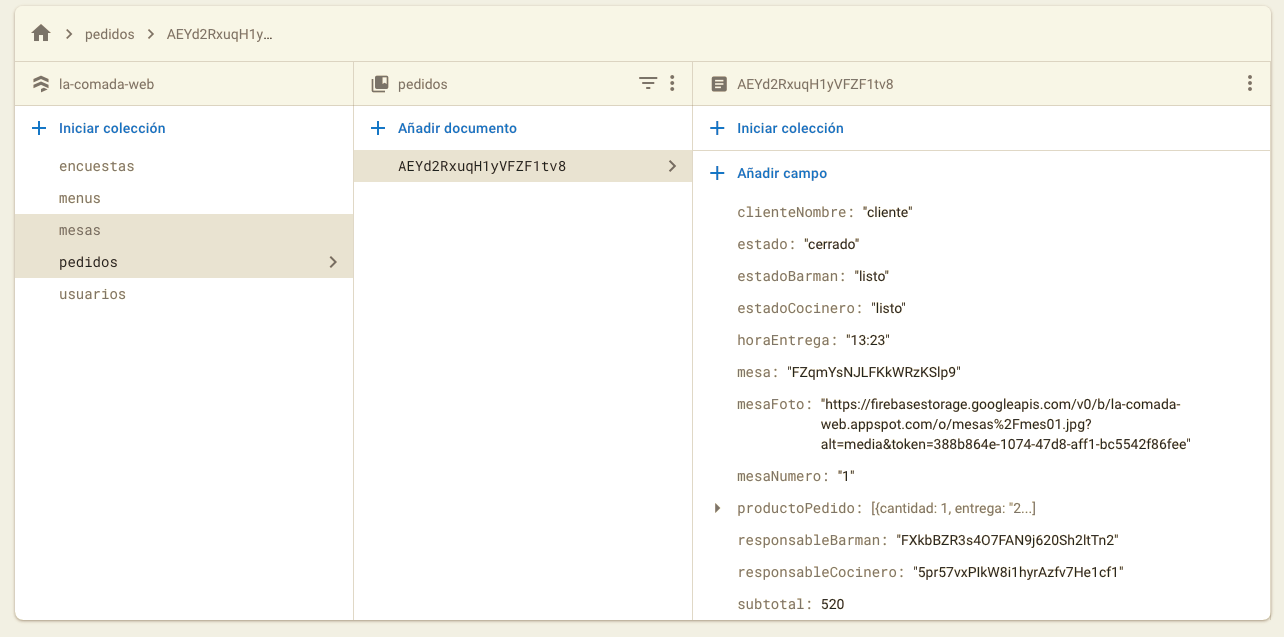 pedidos
AEYd2RxuqH1y...
la-comada-web
pedidos
AEYd2RxuqH1yVFZF1tv8
Iniciar colección
Añadir documento
Iniciar colección
encuestas
menus
mesas
pedidos
usuarios
AEYd2RxuqH1yVFZF1tv8
Añadir campo
clienteNombre: "cliente"
estado: "cerrado"
estadoBarman: "listo"
estadoCocinero: "listo"
horaEntrega: "13:23"
mesa: "FZqmYsNJLFKkWRzKSlp9"
mesaFoto: "https://firebasestorage.googleapis.com/v0/b/la-comada-
web.appspot.com/o/mesas%2Fmes01.jpg?
alt=media&token=388b864e-1074-47d8-aff1-bc5542f86fee"
mesaNumero: "1"
productoPedido: [{cantidad: 1, entrega: "2...]
responsableBarman: "FXkbBZR3s4O7FAN9j620Sh2ltTn2"
responsableCocinero: "5pr57vxPIkW8i1hyrAzfv7He1cf1"
subtotal: 520